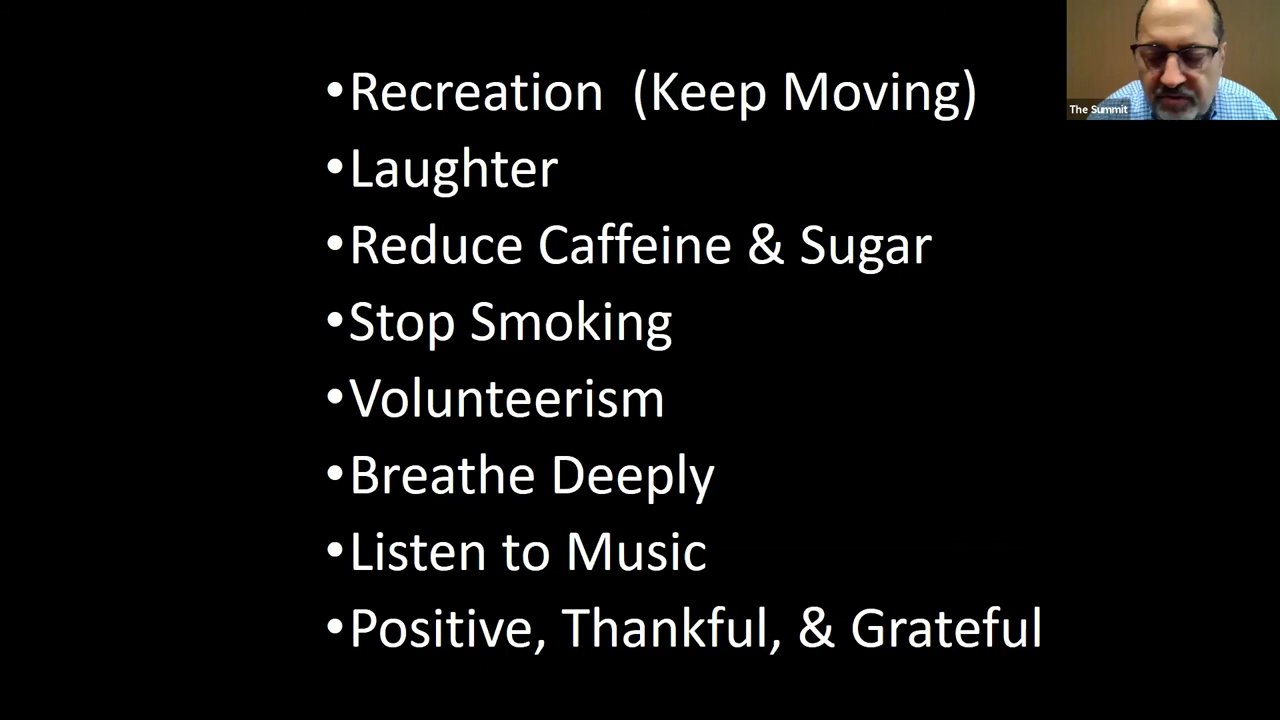 •Recreation  (Keep Moving)
•Laughter
•Reduce Caffeine & Sugar
•Stop Smoking
•Volunteerism
•Breathe Deeply
•Listen to Music
•Positive, Thankful, & Grateful
The Summit